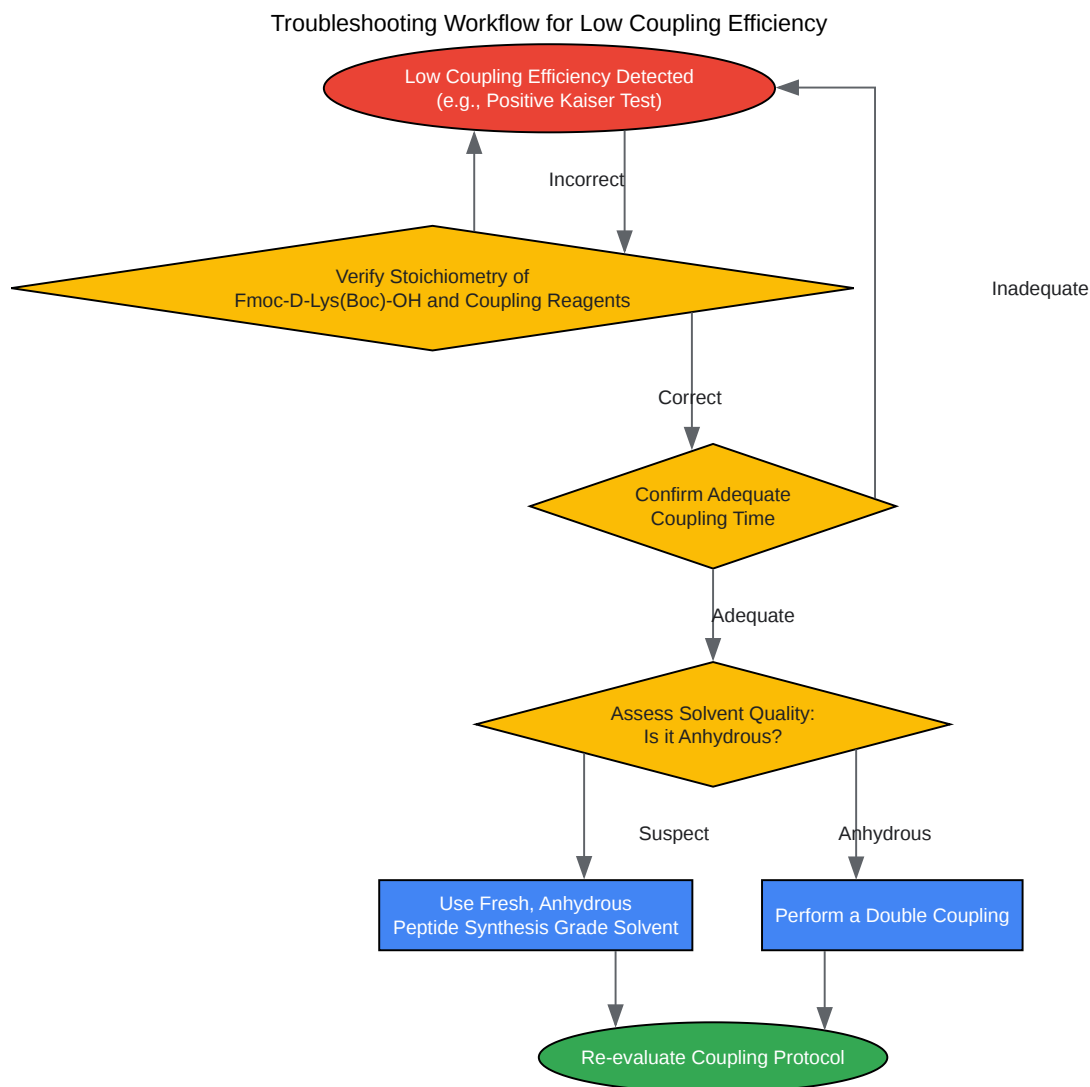 Troubleshooting Workflow for Low Coupling Efficiency
Low Coupling Efficiency Detected
(e.g., Positive Kaiser Test)
Incorrect
Verify Stoichiometry of
Fmoc-D-Lys(Boc)-OH and Coupling Reagents
Inadequate
Correct
Confirm Adequate
Coupling Time
Adequate
Assess Solvent Quality:
Is it Anhydrous?
Suspect
Anhydrous
Use Fresh, Anhydrous
Peptide Synthesis Grade Solvent
Perform a Double Coupling
Re-evaluate Coupling Protocol